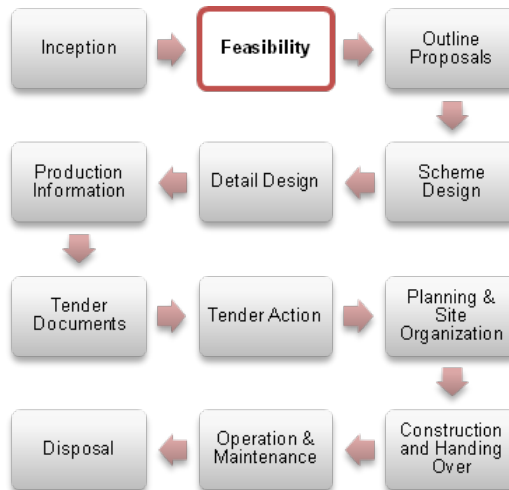 Inception
Feasibility
Outline
Proposals
Production
Information
Detail Design
Scheme
Design
Tender
Documents
Tender Action
Planning &
Site
Organization
Disposal
Operation &
Maintenance
Construction
and Handing
Over